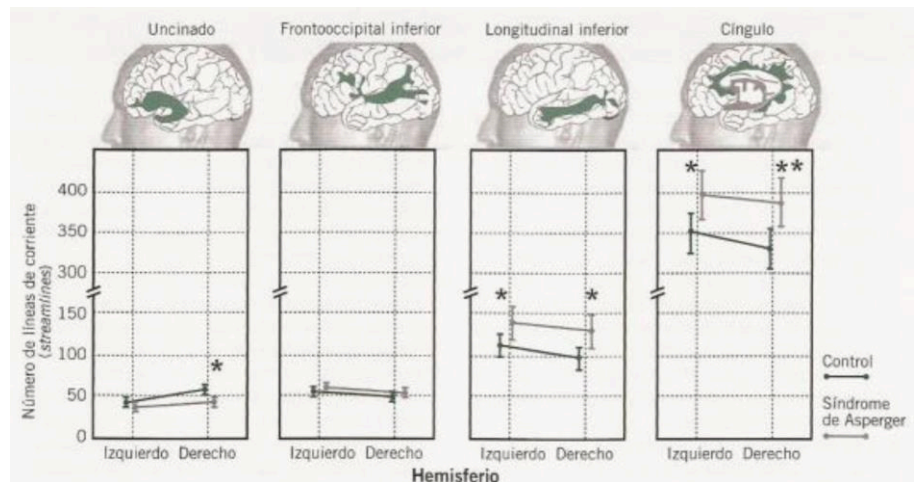 Uncinado
Frontooccipital inferior
Longitudinal inferior
Cíngulo
Número de líneas de corriente
(streamlines)
400
350
300
150
100
50
0
*
* *
* **
Izquierdo Derecho
Izquierdo Derecho
Izquierdo Derecho
Izquierdo Derecho
Hemisferio
Control
Síndrome
de Asperger